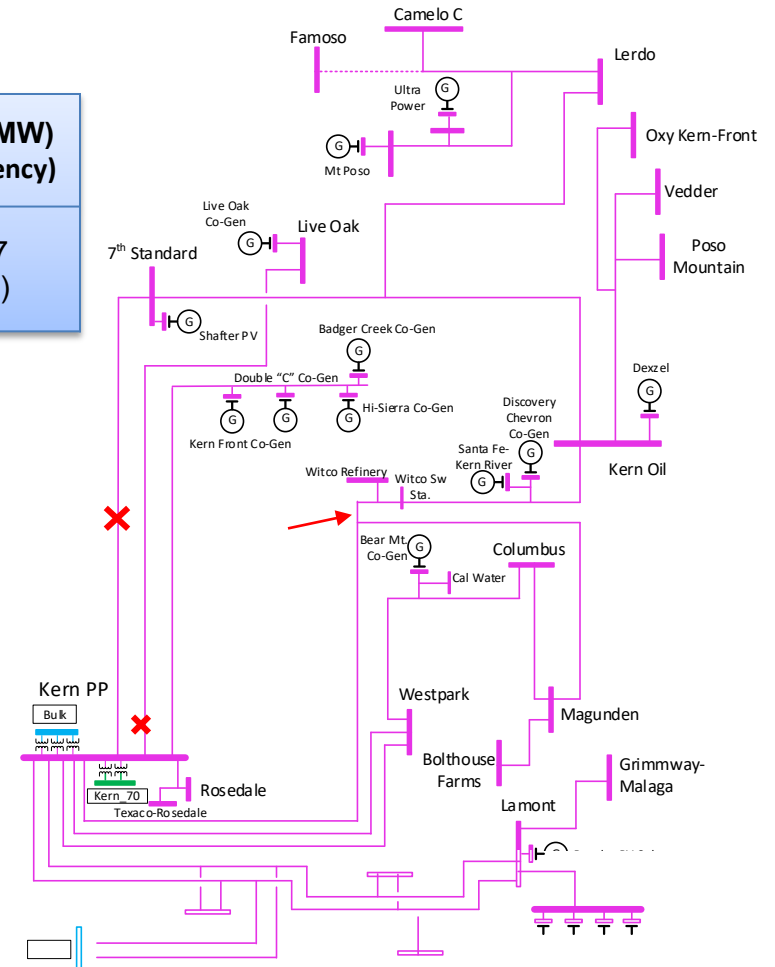 Camelo C
Famoso
Lerdo
MW)
ency)
7
)
Ultra
Power
G
Oxy Kern-Front
G
Mt Poso
Vedder
Live Oak
Co-Gen
Live Oak
G
7th Standard
Poso
Mountain
G
Shafter PV
Badger Creek Co-Gen
G
Double "C" Co-Gen
Dexzel
G
Hi-Sierra Co-Gen
G
G
G
Kern Front Co-Gen
Discovery
Chevron
Co-Gen
G
Santa Fe-
Kern River
G
Kern Oil
Witco Refinery
Witco Sw
Sta.
Bear Mt.
Co-Gen
G
Columbus
Cal Water
Kern PP
Bulk
Westpark
Magunden
Bolthouse
Farms
Grimmway-
Malaga
Kern_70
Rosedale
Texaco-Rosedale
Lamont